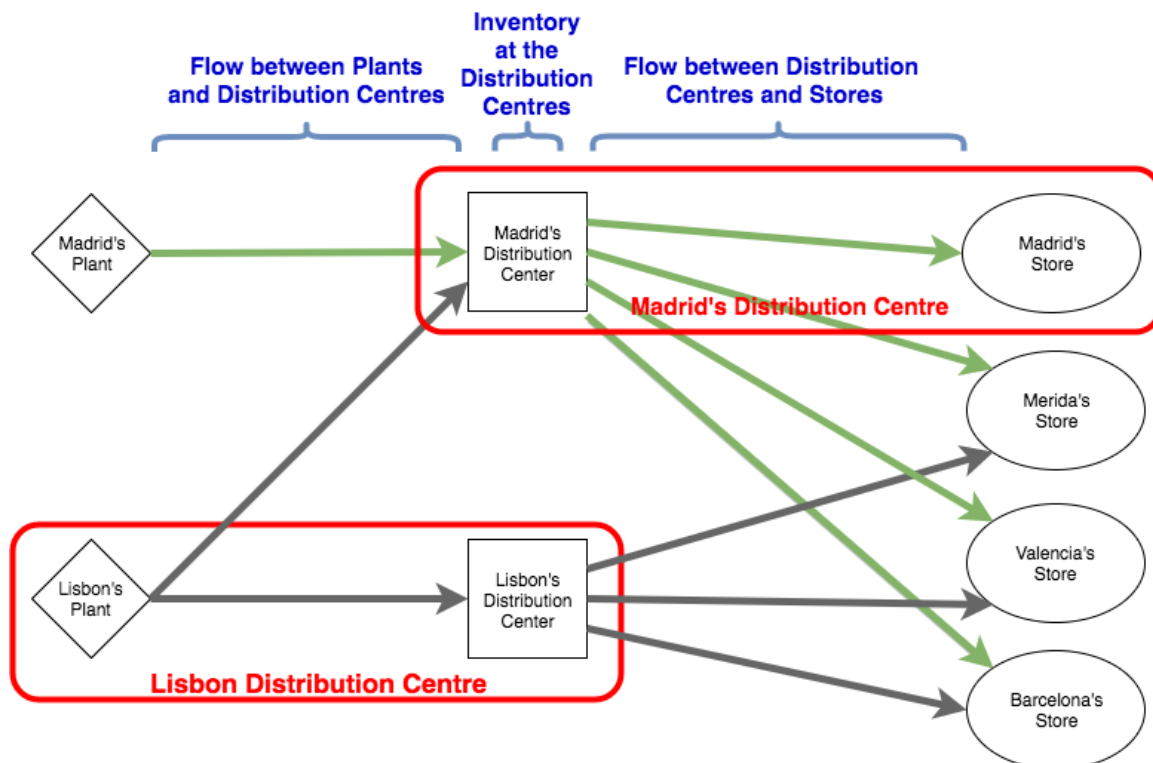 Inventory
at the
Distribution
Centres
Flow between Plants
and Distribution Centres
Flow between Distribution
Centres and Stores
Madrid's
Plant
Madrid's
Distribution
Center
Madrid's
Store
Madrid's Distribution Centre
Merida's
Store
Lisbon's
Plant
Lisbon's
Distribution
Center
Valencia's
Store
Lisbon Distribution Centre
Barcelona's
Store